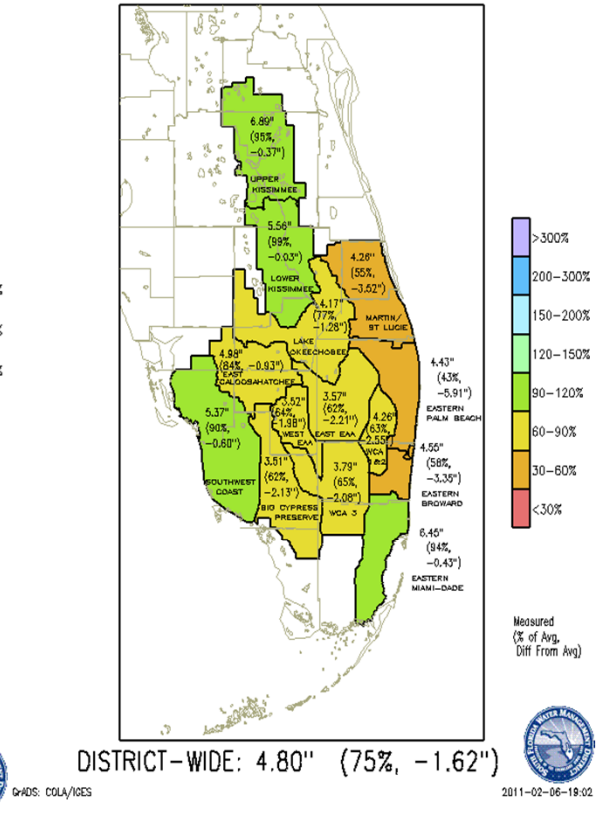 6.89"
(95%,
-0.37")
UPPER
KISSIMMEE
5.56"
(99%,
-0.03")
LOWER
KISSIMMEE
4.26"
(55%,
-3.52")
MARTIN/
ST LUCIE
4.17"
(77%,
-1.28")
LAKE
OKEECHOBEE
4.98"
(84%, -0.93")
EAST
CALOOSAHATCHEE
5.37"
(90%,
-0.60")
SOUTHWEST
COAST
3.52"
(64%,
-1.98")
WEST
EAA
3.57"
(62%,
-2.21")
EAST EAA
4.26"
(63%,
-2.55")
WCA
1&2
4.43"
(43%,
-5.91")
EASTERN
PALM BEACH
4.55"
(58%,
-3.35")
EASTERN
BROWARD
3.51"
(62%,
-2.13")
BIG CYPRESS
PRESERVE
3.79"
(65%,
-2.08")
WCA 3
6.45"
(94%,
-0.43")
EASTERN
MIAMI-DADE
>300%
200-300%
150-200%
120-150%
90-120%
60-90%
30-60%
<30%
Measured
(% of Avg,
Diff From Avg)
DISTRICT-WIDE: 4.80" (75%, -1.62")
SOUTH FLORIDA WATER MANAGEMENT DISTRICT
GrADS: COLA/IGES
2011-02-06-19:02